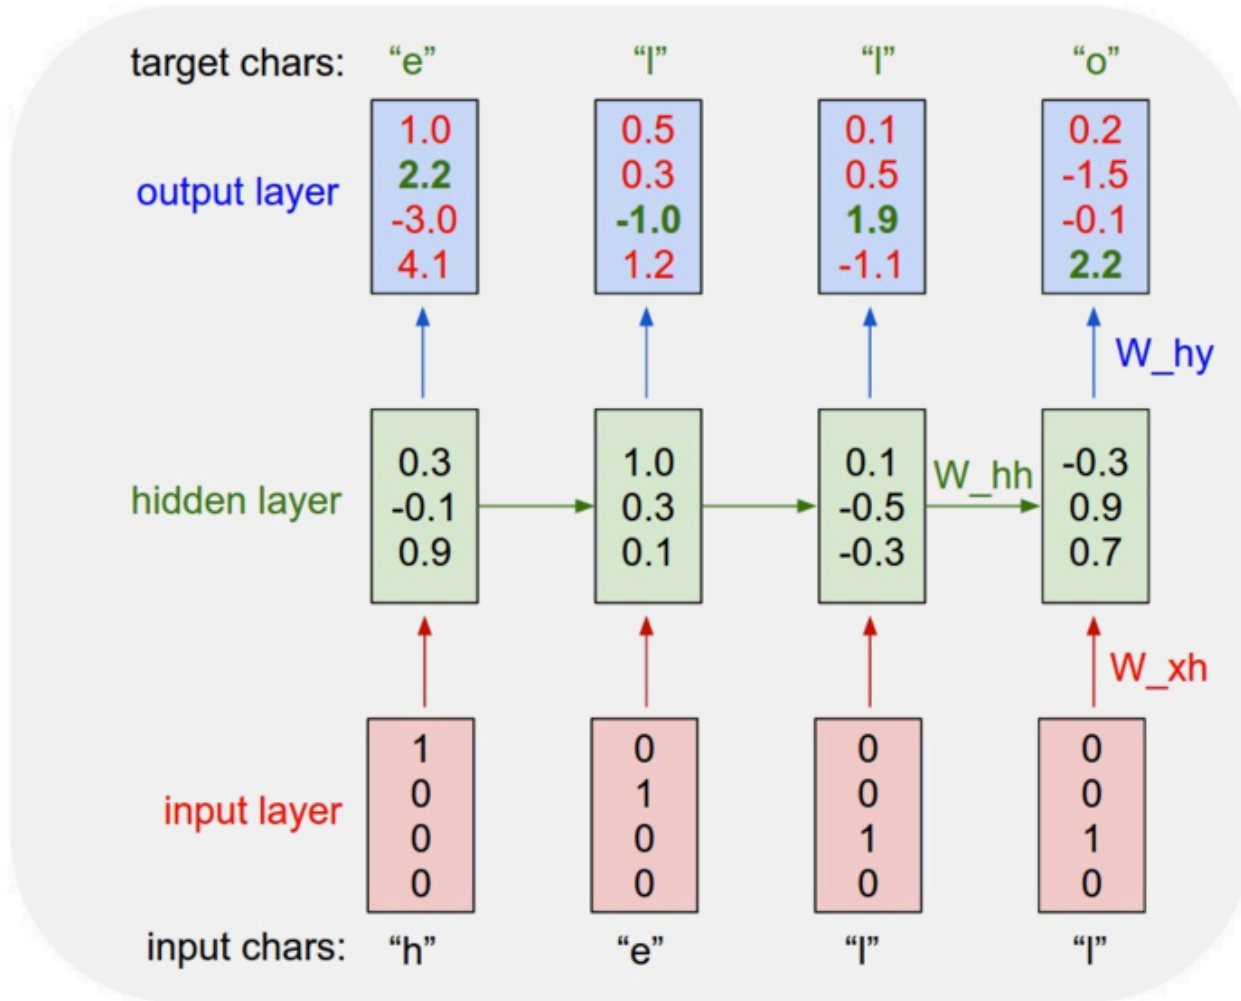 target chars: “e” “l” “l” “o”
output layer
1.0 0.5 0.1 0.2
2.2 0.3 0.5 -1.5
-3.0 -1.0 1.9 -0.1
4.1 1.2 -1.1 2.2
W_hy
hidden layer
0.3 1.0 0.1 -0.3
-0.1 0.3 -0.5 0.9
0.9 0.1 -0.3 0.7
W_hh
W_xh
input layer
1 0 0 0
0 1 0 0
0 0 1 1
0 0 0 0
input chars: “h” “e” “l” “l”